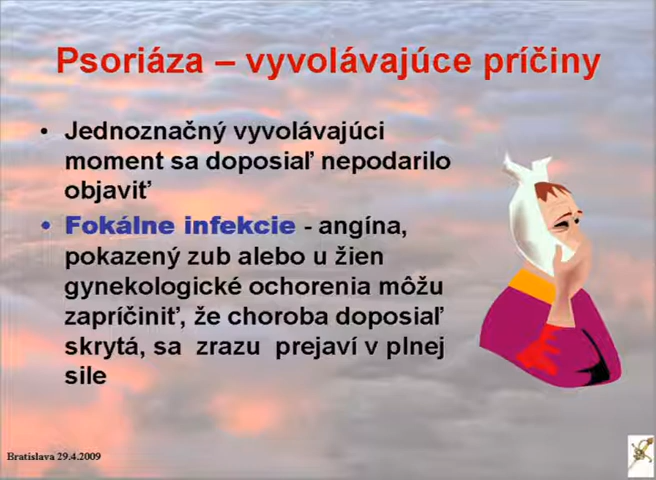 Psoriáza – vyvolávajúce príčiny
• Jednoznačný vyvolávajúci
moment sa doposiaľ nepodarilo
objaviť
• Fokálne infekcie - angína,
pokazený zub alebo u žien
gynekologické ochorenia môžu
zapríčiniť, že choroba doposiaľ
skrytá, sa zrazu prejaví v plnej
sile
Bratislava 29.4.2009